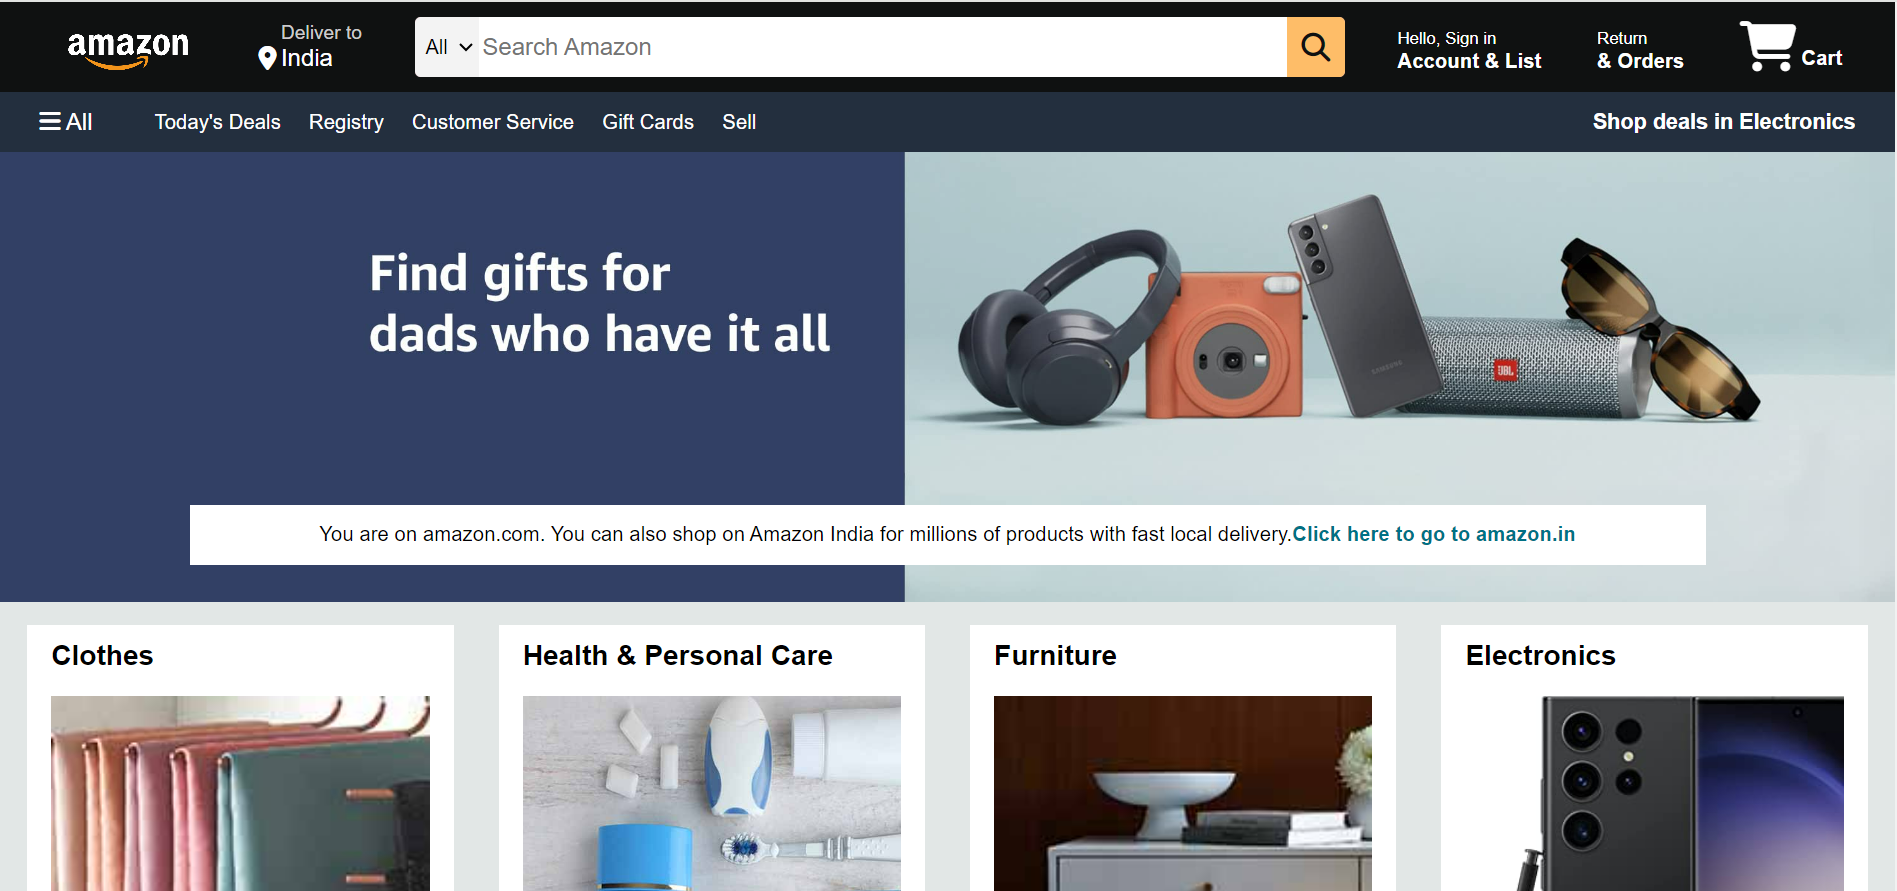 amazon
Deliver to
India
All
Search Amazon
Hello, Sign in
Account & List
Return
& Orders
Cart
All
Today's Deals
Registry
Customer Service
Gift Cards
Sell
Shop deals in Electronics
Find gifts for
dads who have it all
SAMSUNG
JBL
You are on amazon.com. You can also shop on Amazon India for millions of products with fast local delivery.Click here to go to amazon.in
Clothes
Health & Personal Care
Furniture
Electronics